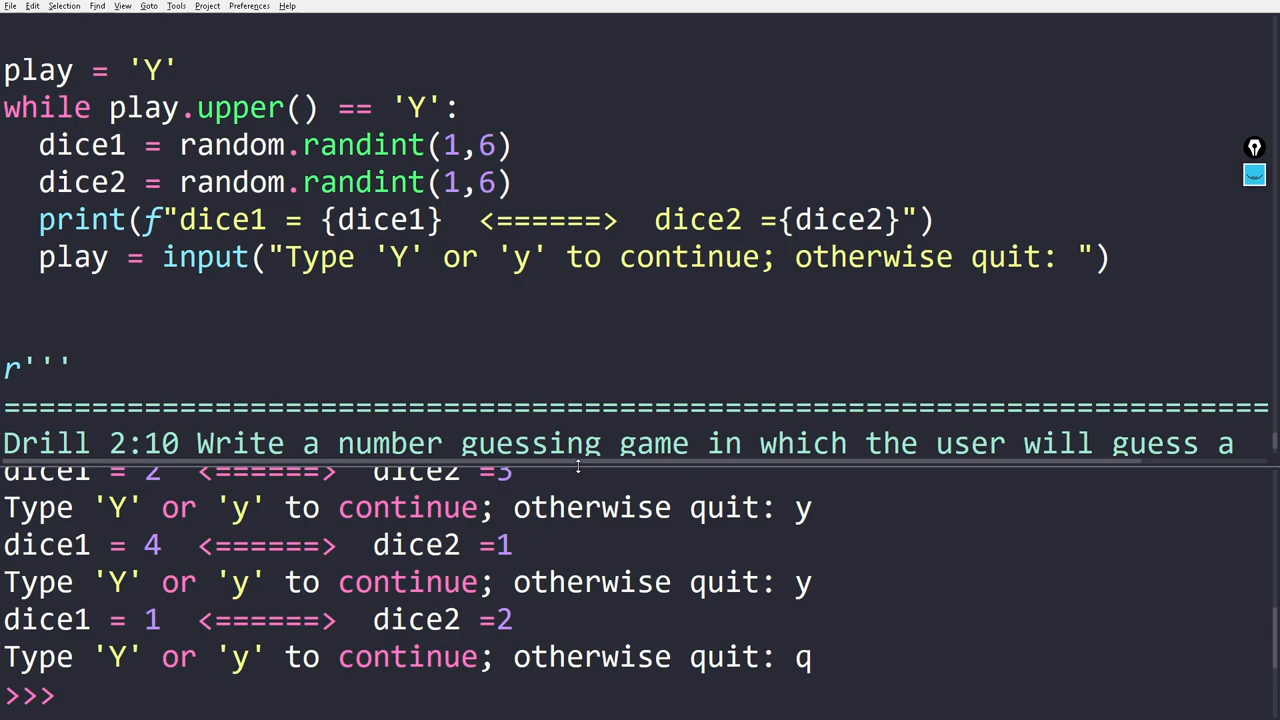 File Edit Selection Find View Goto Tools Project Preferences Help
play = 'Y'
while play.upper() == 'Y':
  dice1 = random.randint(1,6)
  dice2 = random.randint(1,6)
  print(f"dice1 = {dice1}  <======>  dice2 ={dice2}")
  play = input("Type 'Y' or 'y' to continue; otherwise quit: ")
r'''
========================================================================
Drill 2:10 Write a number guessing game in which the user will guess a
dice1 = 2  <======>  dice2 =3
Type 'Y' or 'y' to continue; otherwise quit: y
dice1 = 4  <======>  dice2 =1
Type 'Y' or 'y' to continue; otherwise quit: y
dice1 = 1  <======>  dice2 =2
Type 'Y' or 'y' to continue; otherwise quit: q
>>>